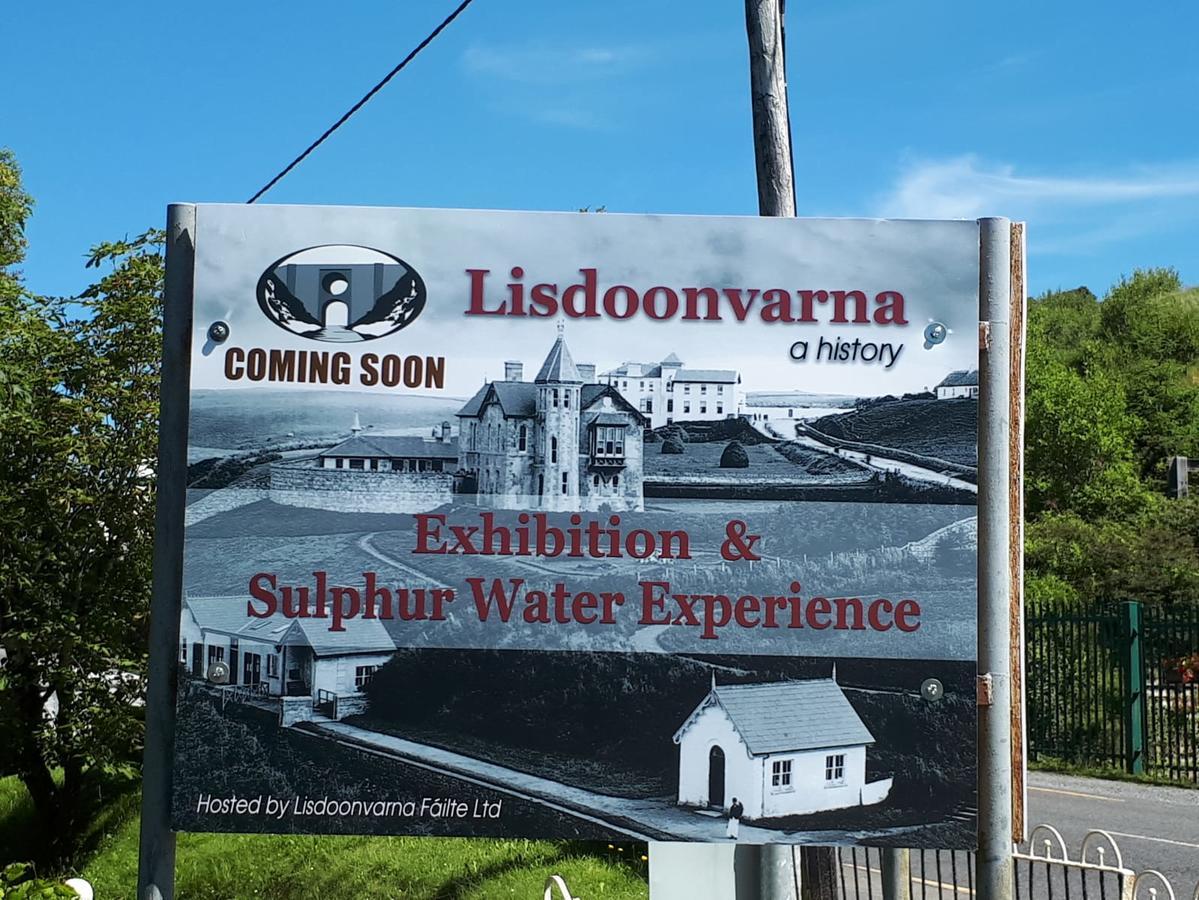 Lisdoonvarna
a history
COMING SOON
Exhibition &
Sulphur Water Experience
Hosted by Lisdoonvarna Fáilte Ltd